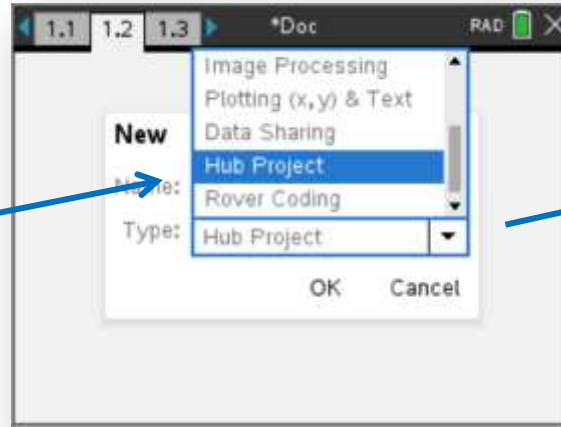 1.1 1.2 1.3 *Doc RAD
Image Processing
Plotting (x,y) & Text
New Data Sharing
Hub Project
Name: Rover Coding
Type: Hub Project
OK Cancel